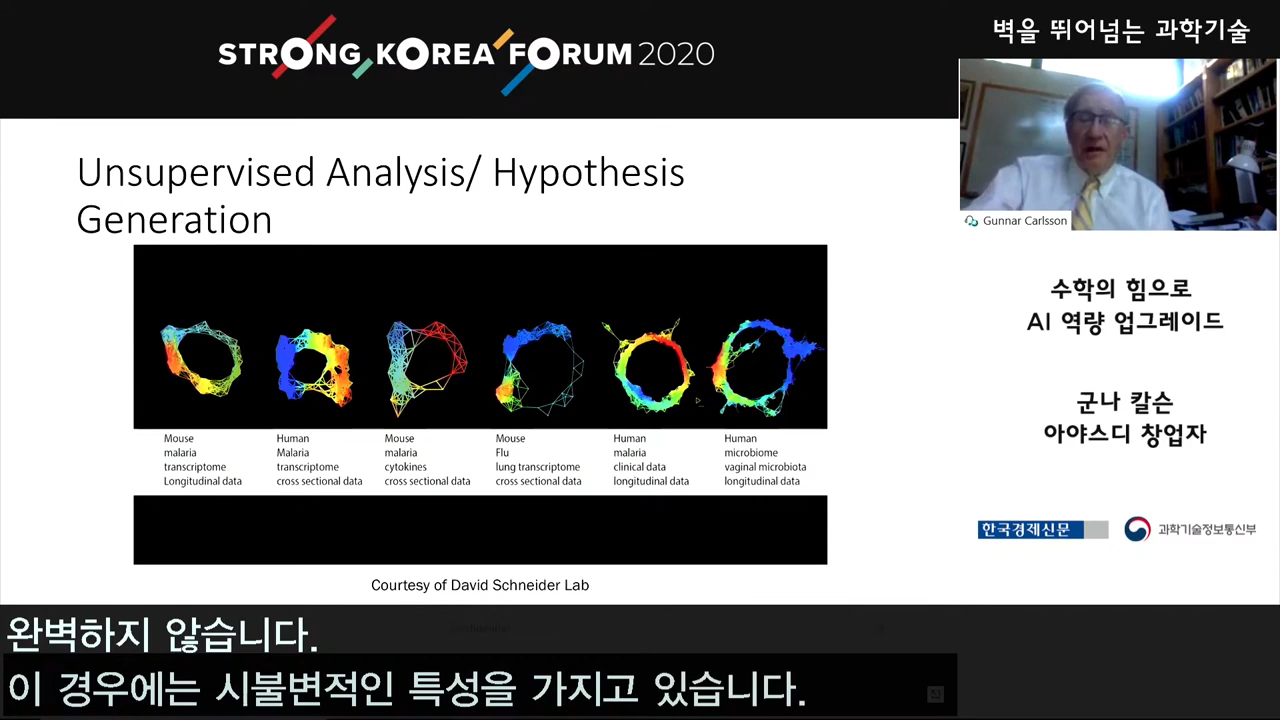 STRONG KOREA FORUM 2020
벽을 뛰어넘는 과학기술
Unsupervised Analysis/ Hypothesis
Generation
Gunnar Carlsson
수학의 힘으로
AI 역량 업그레이드
군나 칼슨
아야스디 창업자
Mouse
malaria
transcriptome
Longitudinal data
Human
Malaria
transcriptome
cross sectional data
Mouse
malaria
cytokines
cross sectional data
Mouse
Flu
lung transcriptome
cross sectional data
Human
malaria
clinical data
longitudinal data
Human
microbiome
vaginal microbiota
longitudinal data
한국경제신문
과학기술정보통신부
Courtesy of David Schneider Lab
완벽하지 않습니다.
이 경우에는 시불변적인 특성을 가지고 있습니다.